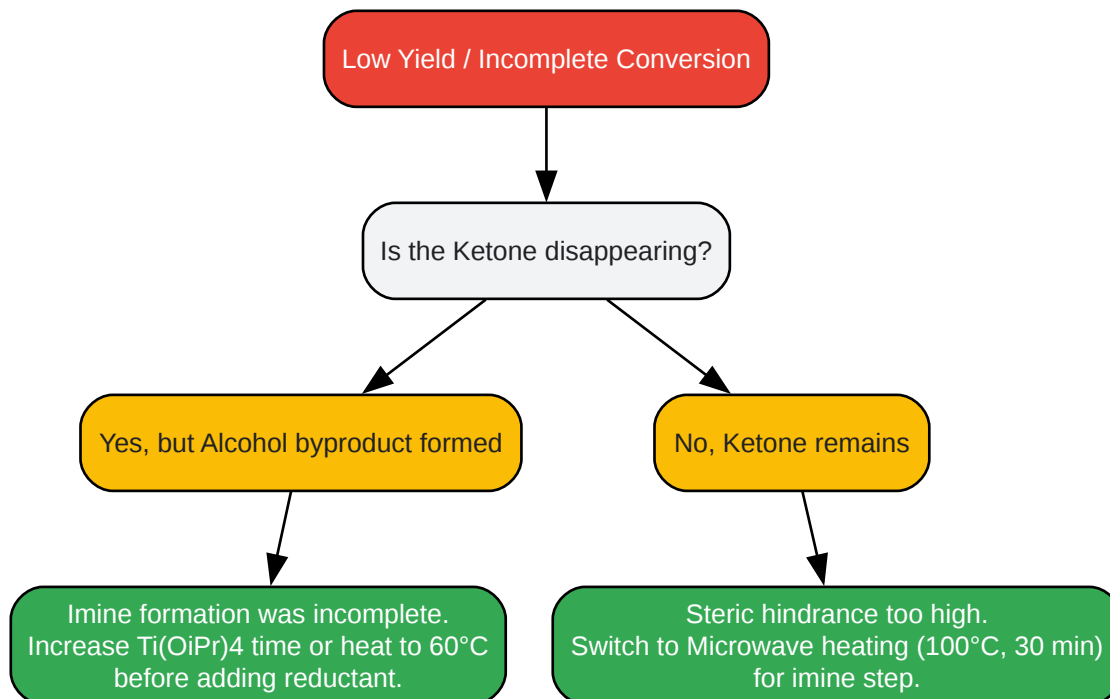 Low Yield / Incomplete Conversion
Is the Ketone disappearing?
Yes, but Alcohol byproduct formed
No, Ketone remains
Imine formation was incomplete.
Increase Ti(OiPr)4 time or heat to 60°C
before adding reductant.
Steric hindrance too high.
Switch to Microwave heating (100°C, 30 min)
for imine step.